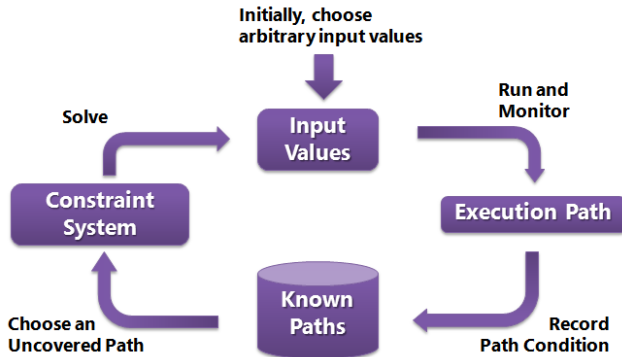 Initially, choose
arbitrary input values
Solve
Run and
Monitor
Input
Values
Constraint
System
Execution Path
Known
Paths
Choose an
Uncovered Path
Record
Path Condition